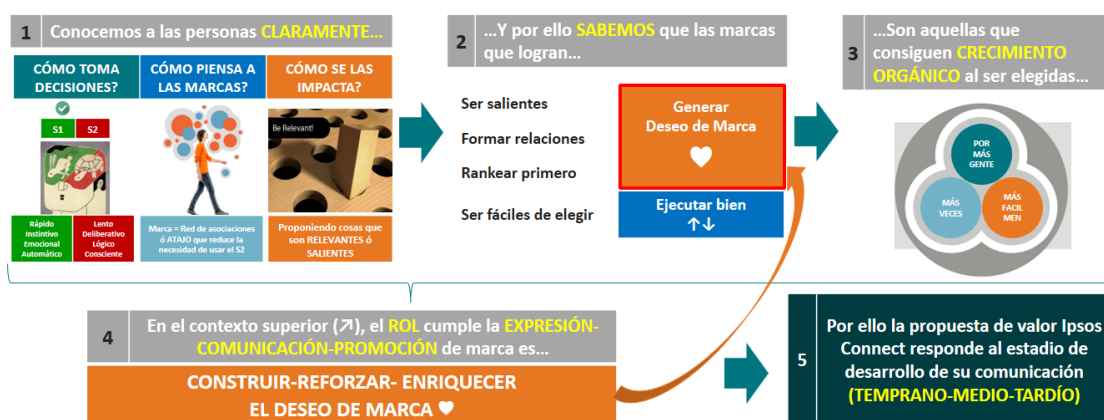 1
Conocemos a las personas CLARAMENTE...
CÓMO TOMA
DECISIONES?
S1
S2
Rápido
Instintivo
Emocional
Automático
Lento
Deliberativo
Lógico
Consciente
CÓMO PIENSA A
LAS MARCAS?
Marca = Red de asociaciones
ó ATAJO que reduce la
necesidad de usar el S2
CÓMO SE LAS
IMPACTA?
Be Relevant!
Proponiendo cosas que
son RELEVANTES ó
SALIENTES
2
...Y por ello SABEMOS que las marcas
que logran...
Ser salientes
Formar relaciones
Rankear primero
Ser fáciles de elegir
Generar
Deseo de Marca
Ejecutar bien
↑↓
3
...Son aquellas que
consiguen CRECIMIENTO
ORGÁNICO al ser elegidas...
POR
MÁS
GENTE
MÁS
VECES
MÁS
FACIL
MEN
4
En el contexto superior (↗), el ROL cumple la EXPRESIÓN-
COMUNICACIÓN-PROMOCIÓN de marca es...
CONSTRUIR-REFORZAR- ENRIQUECER
EL DESEO DE MARCA ♥
5
Por ello la propuesta de valor Ipsos
Connect responde al estadio de
desarrollo de su comunicación
(TEMPRANO-MEDIO-TARDÍO)